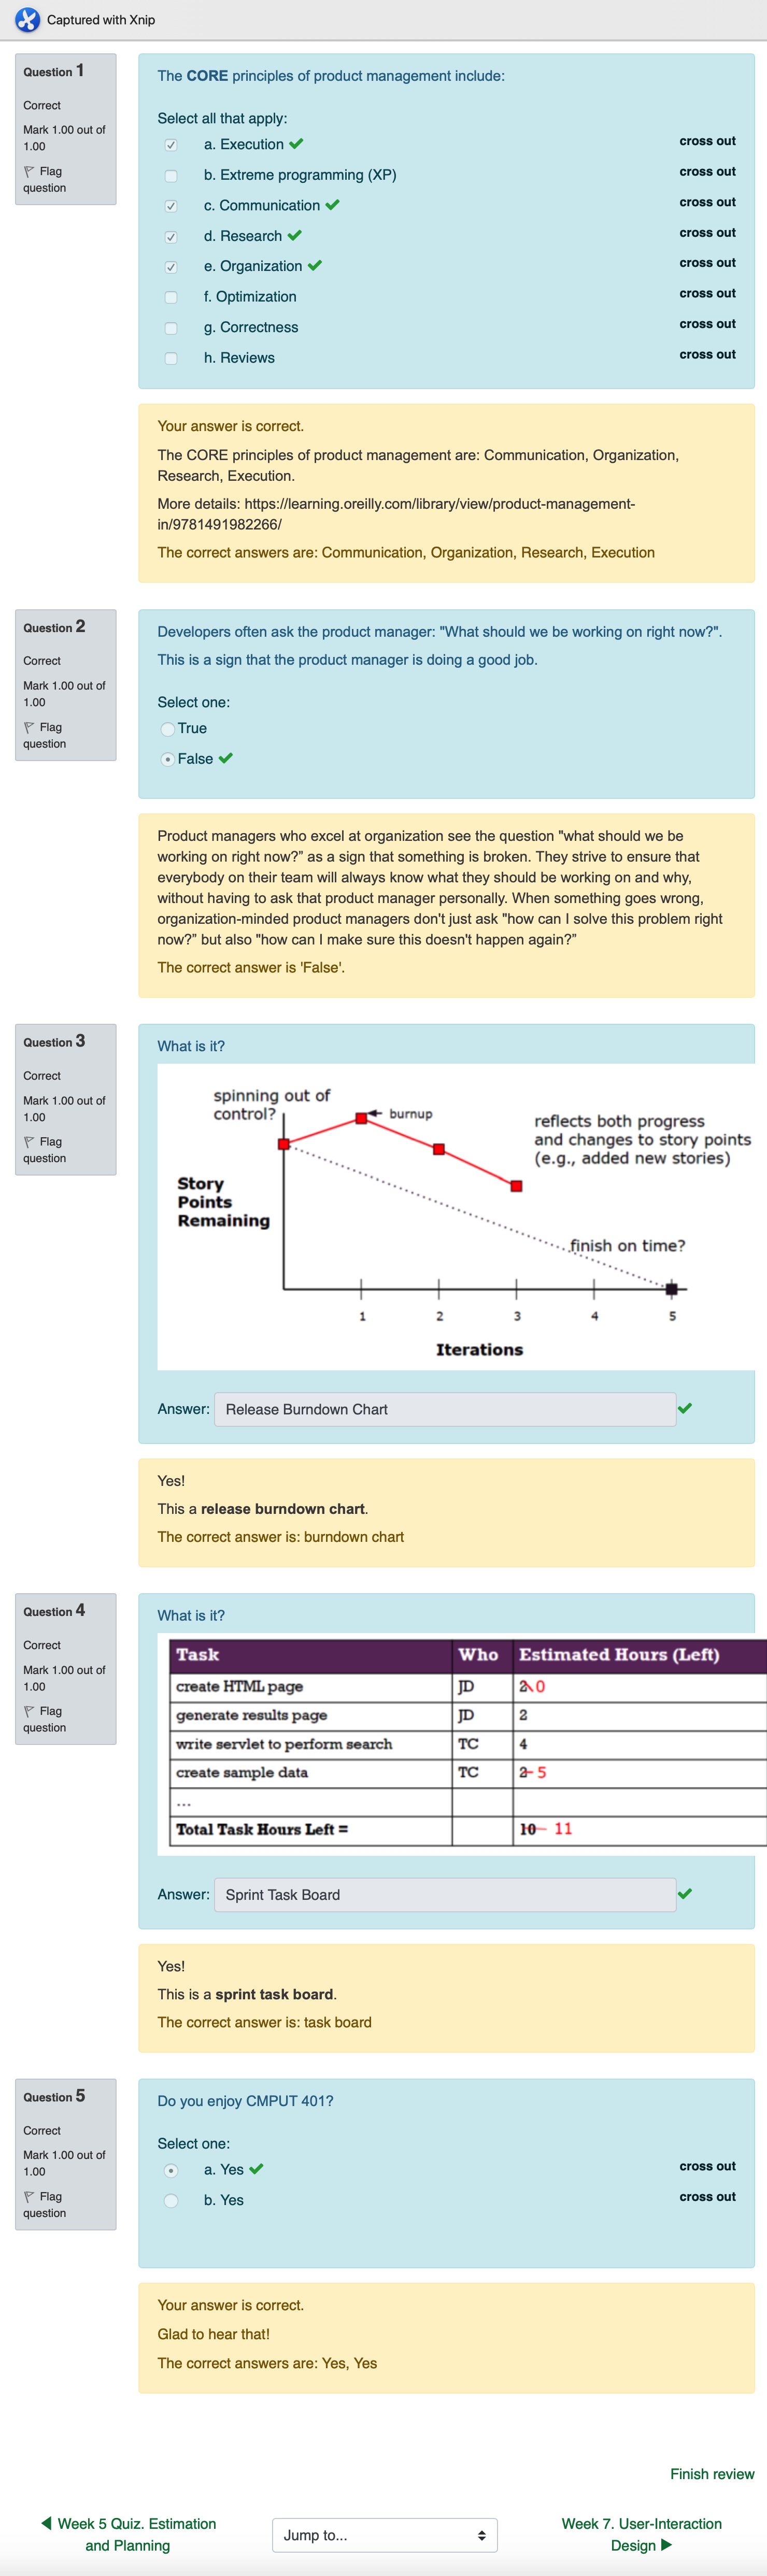 Captured with Xnip
Question 1
Correct
Mark 1.00 out of
1.00
Flag
question
The CORE principles of product management include:
Select all that apply:
a. Execution
cross out
b. Extreme programming (XP)
cross out
c. Communication
cross out
d. Research
cross out
e. Organization
cross out
f. Optimization
cross out
g. Correctness
cross out
h. Reviews
cross out
Your answer is correct.
The CORE principles of product management are: Communication, Organization,
Research, Execution.
More details: https://learning.oreilly.com/library/view/product-management-
in/9781491982266/
The correct answers are: Communication, Organization, Research, Execution
Question 2
Correct
Mark 1.00 out of
1.00
Flag
question
Developers often ask the product manager: "What should we be working on right now?".
This is a sign that the product manager is doing a good job.
Select one:
True
False
Product managers who excel at organization see the question "what should we be
working on right now?” as a sign that something is broken. They strive to ensure that
everybody on their team will always know what they should be working on and why,
without having to ask that product manager personally. When something goes wrong,
organization-minded product managers don't just ask "how can I solve this problem right
now?” but also "how can I make sure this doesn't happen again?”
The correct answer is 'False'.
Question 3
Correct
Mark 1.00 out of
1.00
Flag
question
What is it?
spinning out of
control?
burnup
reflects both progress
and changes to story points
(e.g., added new stories)
Story
Points
Remaining
finish on time?
1 2 3 4 5
Iterations
Answer: Release Burndown Chart
Yes!
This a release burndown chart.
The correct answer is: burndown chart
Question 4
Correct
Mark 1.00 out of
1.00
Flag
question
What is it?
Task Who Estimated Hours (Left)
create HTML page JD 2 0
generate results page JD 2
write servlet to perform search TC 4
create sample data TC 2 5
...
Total Task Hours Left = 10 11
Answer: Sprint Task Board
Yes!
This is a sprint task board.
The correct answer is: task board
Question 5
Correct
Mark 1.00 out of
1.00
Flag
question
Do you enjoy CMPUT 401?
Select one:
a. Yes
cross out
b. Yes
cross out
Your answer is correct.
Glad to hear that!
The correct answers are: Yes, Yes
Finish review
Week 5 Quiz. Estimation
and Planning
Jump to...
Week 7. User-Interaction
Design